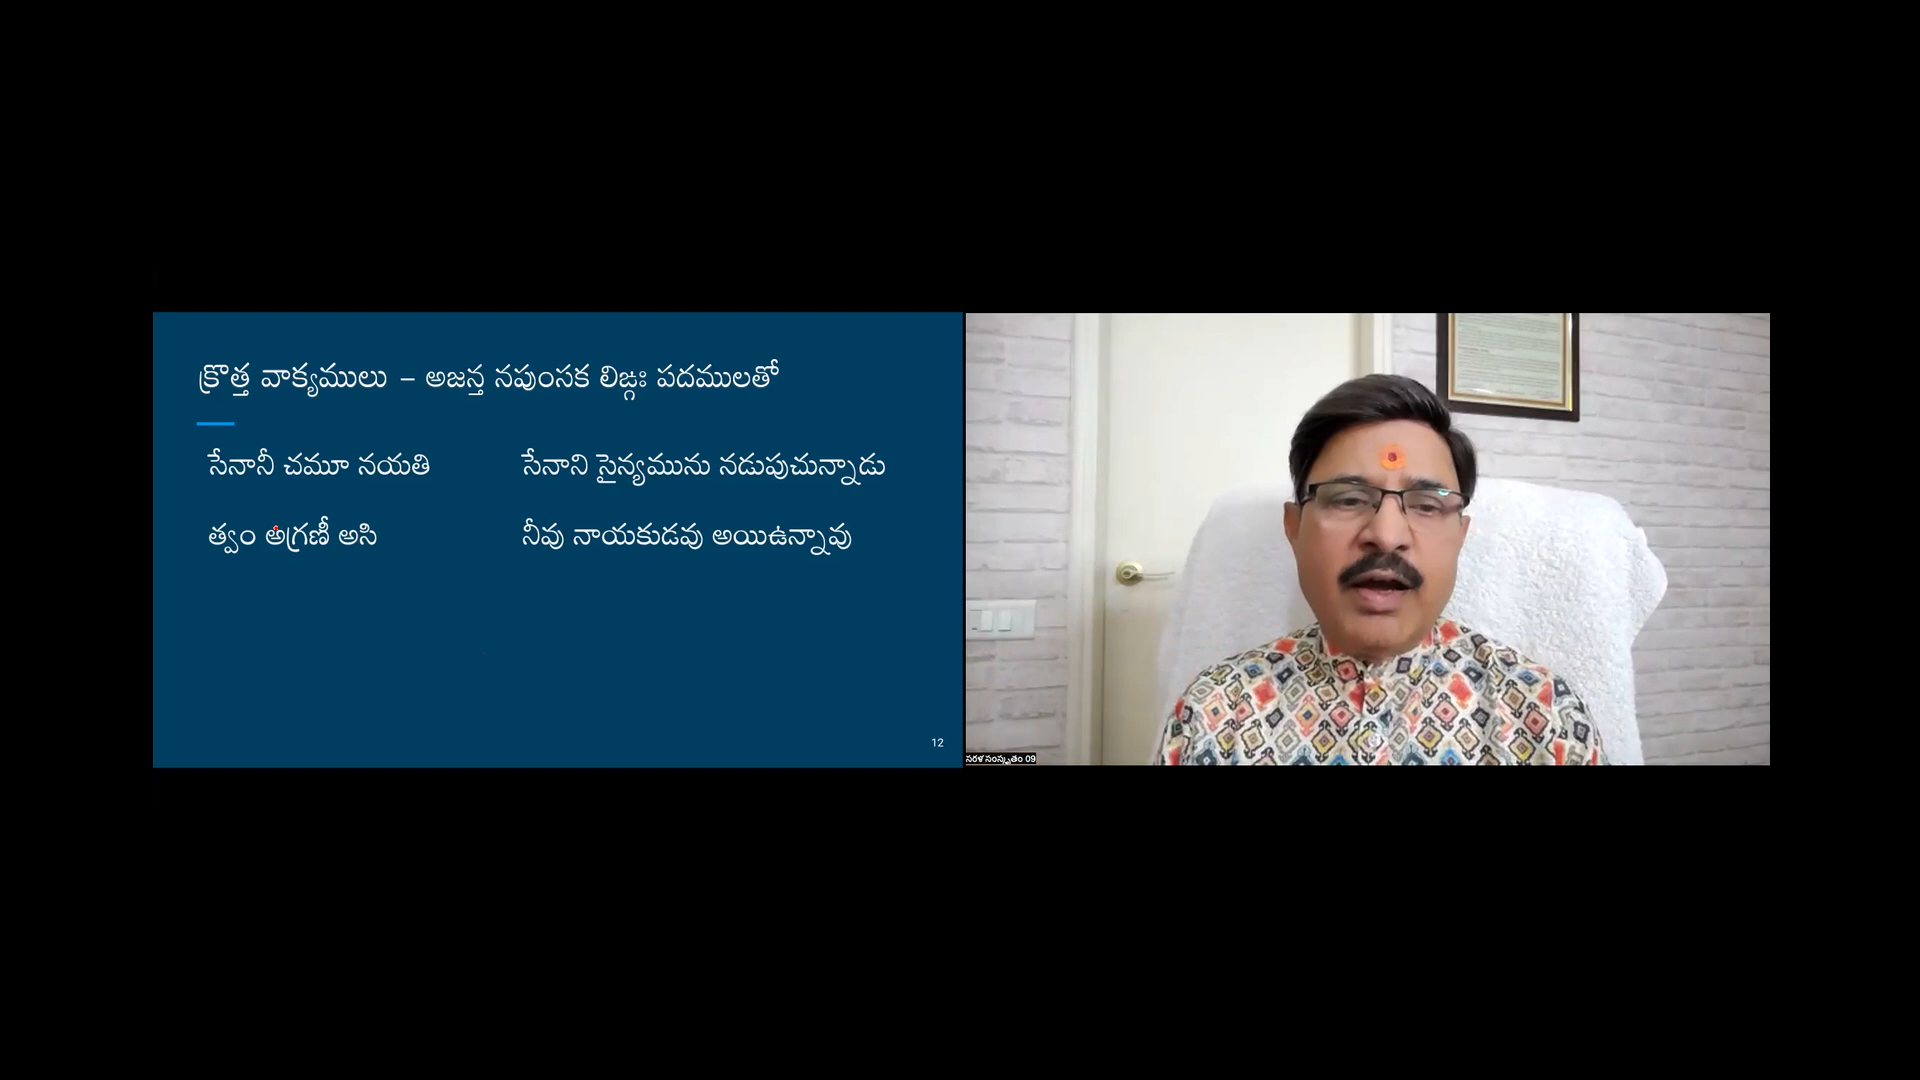 క్రొత్త వాక్యములు – అజన్త నపుంసక లిఙ్గః పదములతో
సేనానీ చమూ నయతి
సేనాని సైన్యమును నడుపుచున్నాడు
త్వం అగ్రణీ అసి
నీవు నాయకుడవు అయిఉన్నావు
12
సరళ సంస్కృతం 09